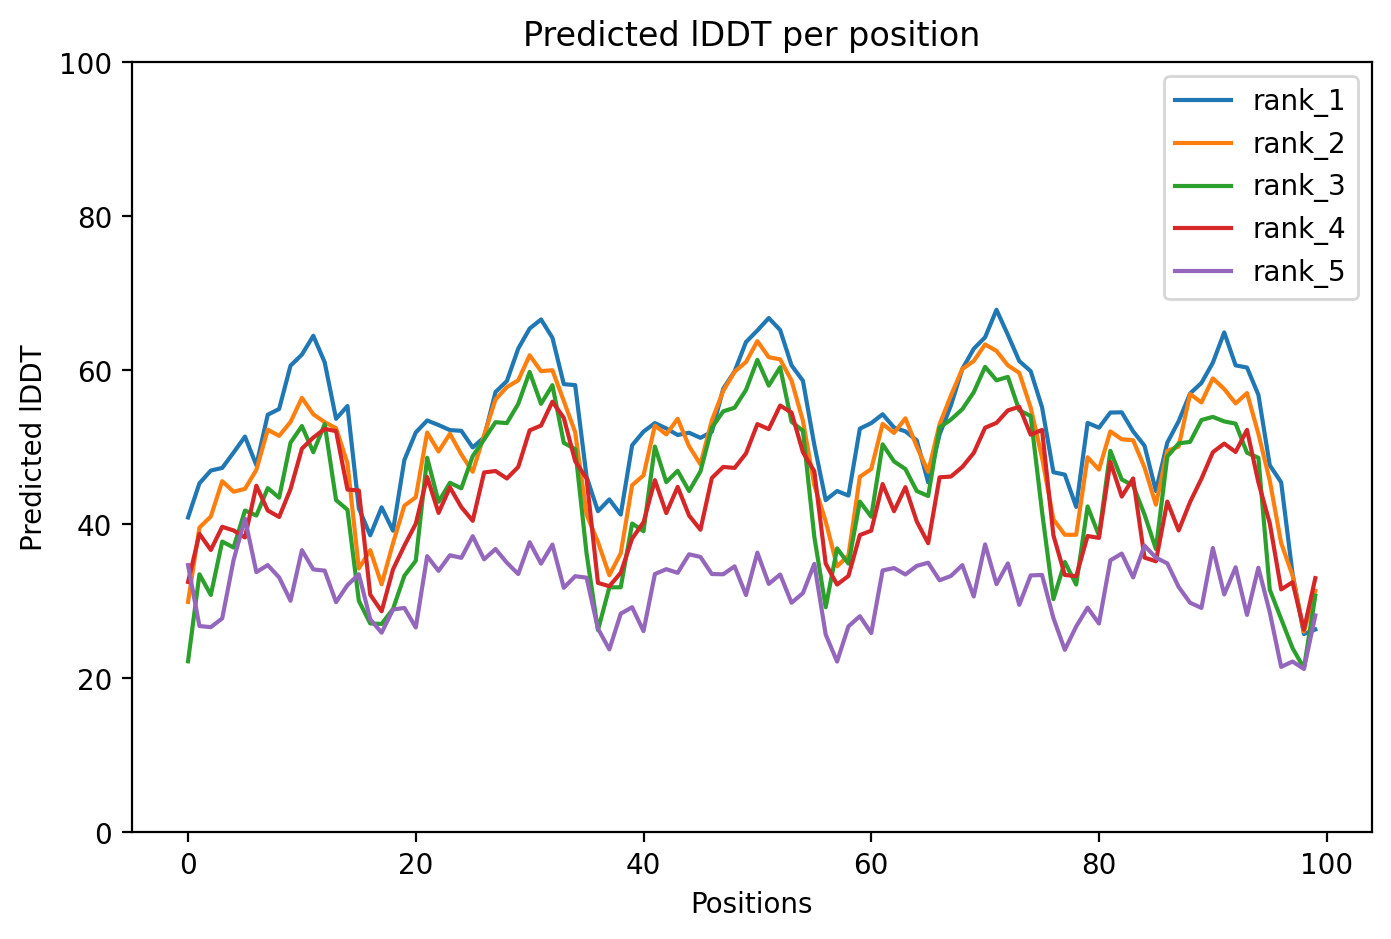 Predicted lDDT per position
100
80
60
40
20
0
Predicted lDDT
0 20 40 60 80 100
Positions
rank_1
rank_2
rank_3
rank_4
rank_5